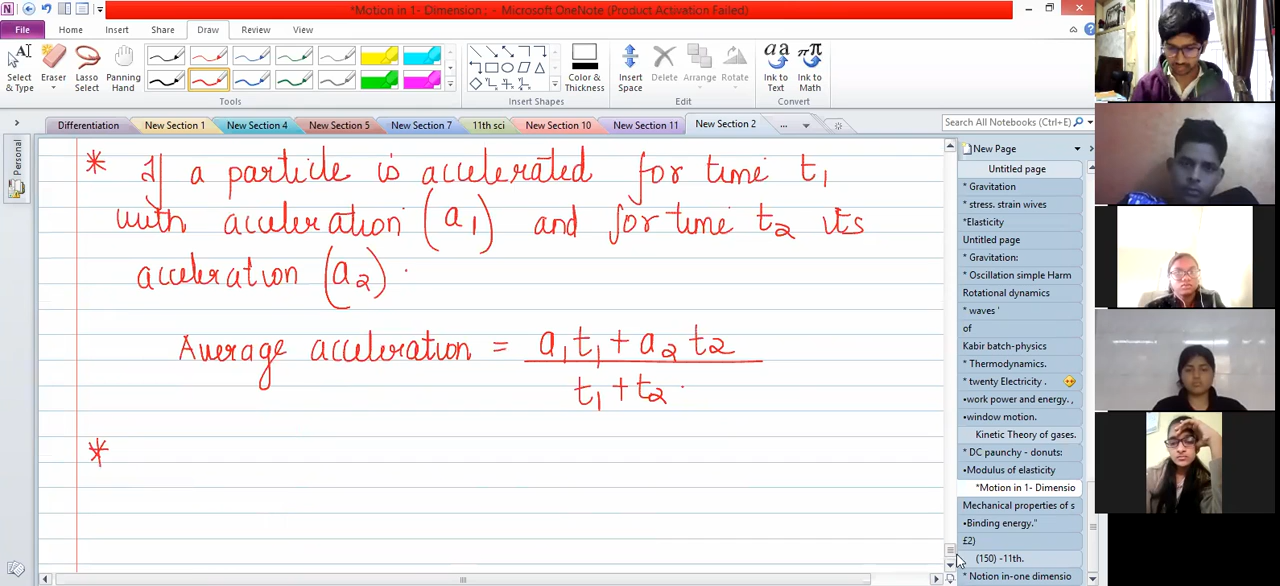 *Motion in 1- Dimension : - Microsoft OneNote (Product Activation Failed)
File Home Insert Share Draw Review View
Select & Type
Eraser
Lasso Select
Panning Hand
Color & Thickness
Insert Space
Delete
Arrange
Rotate
Ink to Text
Ink to Math
Tools
Insert Shapes
Edit
Convert
Differentiation New Section 1 New Section 4 New Section 5 New Section 7 11th sci New Section 10 New Section 11 New Section 2 ...
Search All Notebooks (Ctrl+E)
Personal
* If a particle is accelerated for time t1
with acceleration (a1) and for time t2 its
acceleration (a2) .
Average acceleration = a1t1 + a2 t2
t1 + t2 .
*
New Page
Untitled page
* Gravitation
* stress. strain wives
*Elasticity
Untitled page
* Gravitation:
* Oscillation simple Harm
Rotational dynamics
* waves '
of
Kabir batch-physics
* Thermodynamics.
* twenty Electricity .
•work power and energy. ,
•window motion.
Kinetic Theory of gases.
* DC paunchy - donuts:
•Modulus of elasticity
*Motion in 1- Dimensio
Mechanical properties of s
•Binding energy."
£2)
(150) -11th.
* Notion in-one dimensio